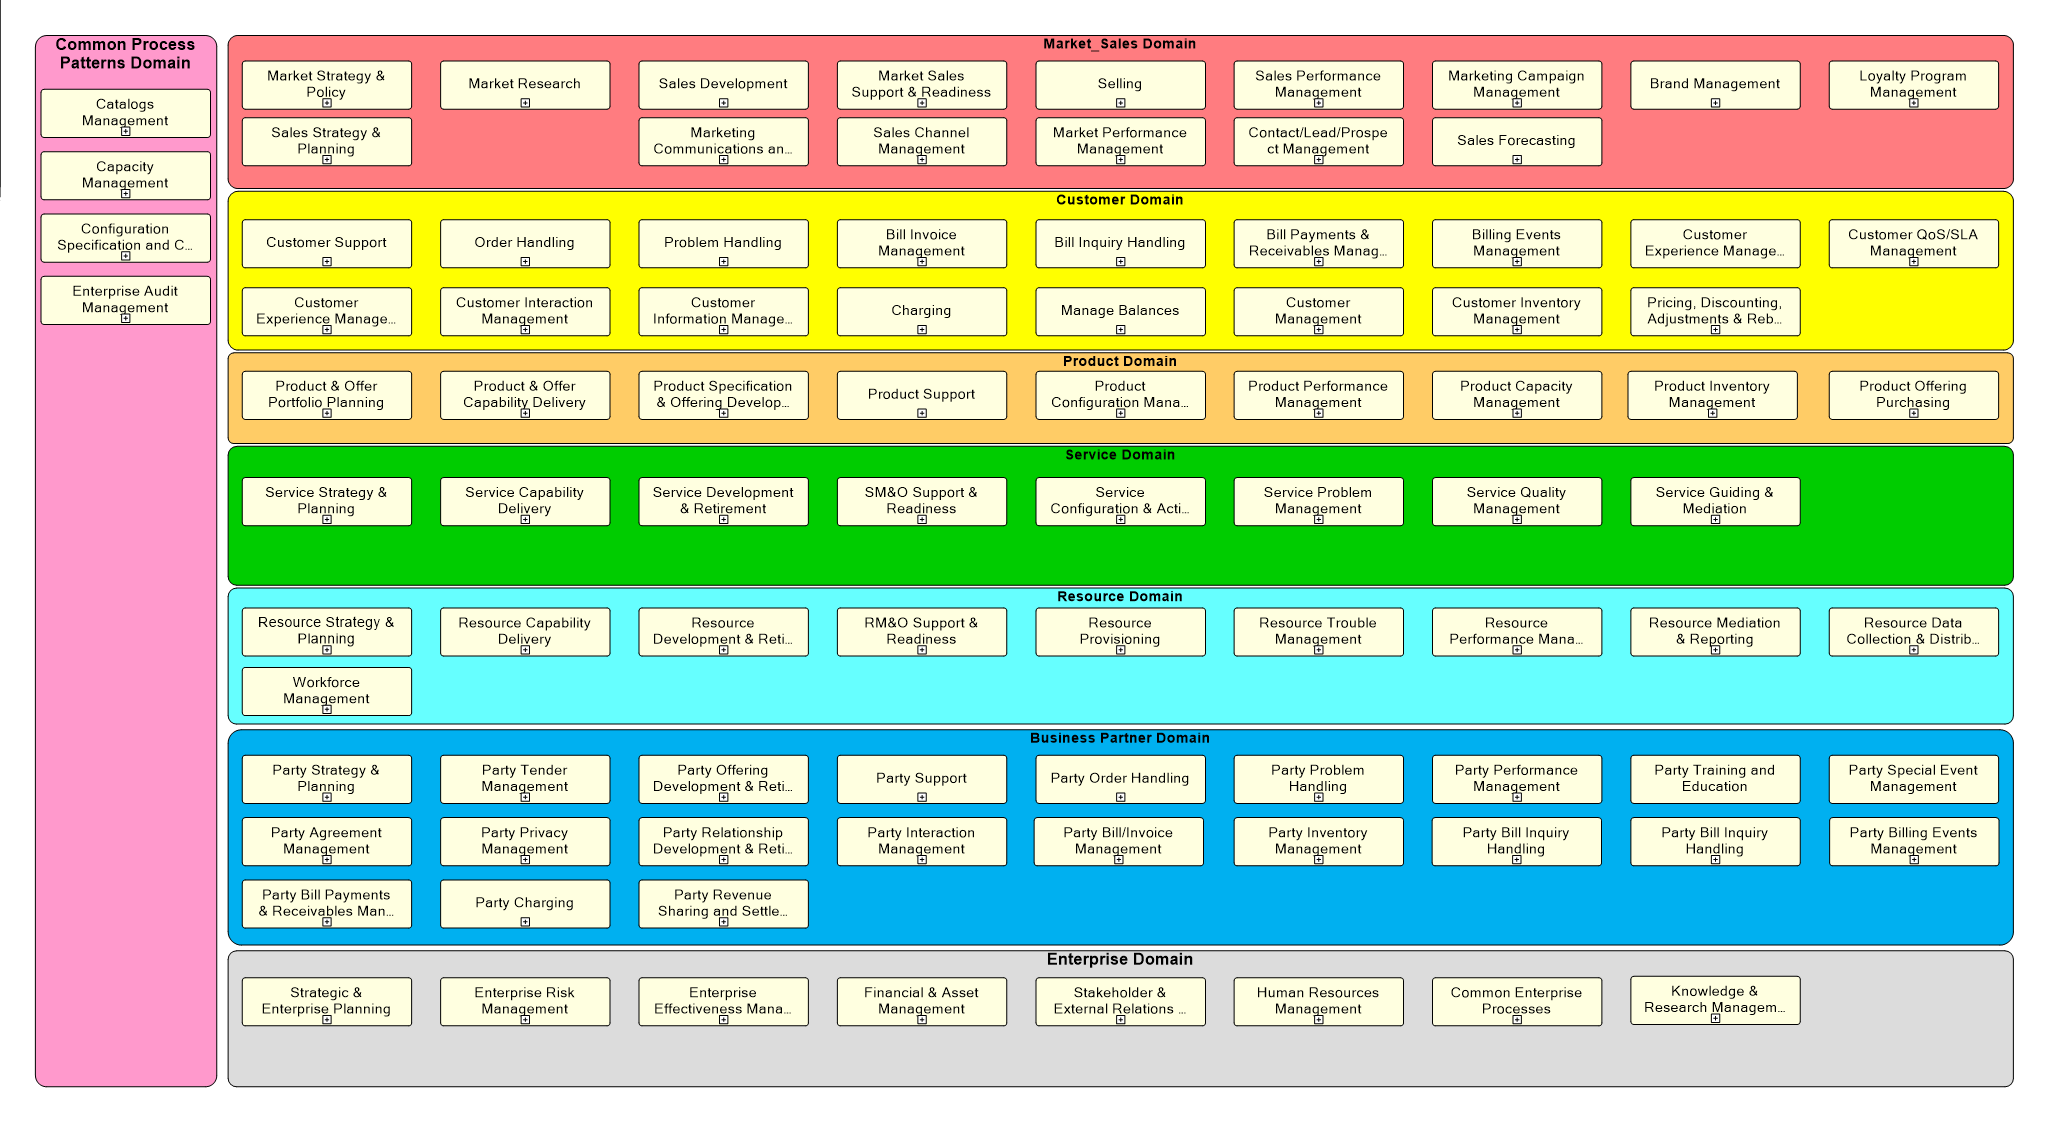 Common Process
Patterns Domain
Catalogs
Management
Capacity
Management
Configuration
Specification and C...
Enterprise Audit
Management
Market_Sales Domain
Market Strategy &
Policy
Market Research
Sales Development
Market Sales
Support & Readiness
Selling
Sales Performance
Management
Marketing Campaign
Management
Brand Management
Loyalty Program
Management
Sales Strategy &
Planning
Marketing
Communications an...
Sales Channel
Management
Market Performance
Management
Contact/Lead/Prospe
ct Management
Sales Forecasting
Customer Domain
Customer Support
Order Handling
Problem Handling
Bill Invoice
Management
Bill Inquiry Handling
Bill Payments &
Receivables Manag...
Billing Events
Management
Customer
Experience Manage...
Customer QoS/SLA
Management
Customer
Experience Manage...
Customer Interaction
Management
Customer
Information Manage...
Charging
Manage Balances
Customer
Management
Customer Inventory
Management
Pricing, Discounting,
Adjustments & Reb...
Product Domain
Product & Offer
Portfolio Planning
Product & Offer
Capability Delivery
Product Specification
& Offering Develop...
Product Support
Product
Configuration Mana...
Product Performance
Management
Product Capacity
Management
Product Inventory
Management
Product Offering
Purchasing
Service Domain
Service Strategy &
Planning
Service Capability
Delivery
Service Development
& Retirement
SM&O Support &
Readiness
Service
Configuration & Acti...
Service Problem
Management
Service Quality
Management
Service Guiding &
Mediation
Resource Domain
Resource Strategy &
Planning
Resource Capability
Delivery
Resource
Development & Reti...
RM&O Support &
Readiness
Resource
Provisioning
Resource Trouble
Management
Resource
Performance Mana...
Resource Mediation
& Reporting
Resource Data
Collection & Distrib...
Workforce
Management
Business Partner Domain
Party Strategy &
Planning
Party Tender
Management
Party Offering
Development & Reti...
Party Support
Party Order Handling
Party Problem
Handling
Party Performance
Management
Party Training and
Education
Party Special Event
Management
Party Agreement
Management
Party Privacy
Management
Party Relationship
Development & Reti...
Party Interaction
Management
Party Bill/Invoice
Management
Party Inventory
Management
Party Bill Inquiry
Handling
Party Bill Inquiry
Handling
Party Billing Events
Management
Party Bill Payments
& Receivables Man...
Party Charging
Party Revenue
Sharing and Settle...
Enterprise Domain
Strategic &
Enterprise Planning
Enterprise Risk
Management
Enterprise
Effectiveness Mana...
Financial & Asset
Management
Stakeholder &
External Relations ...
Human Resources
Management
Common Enterprise
Processes
Knowledge &
Research Managem...